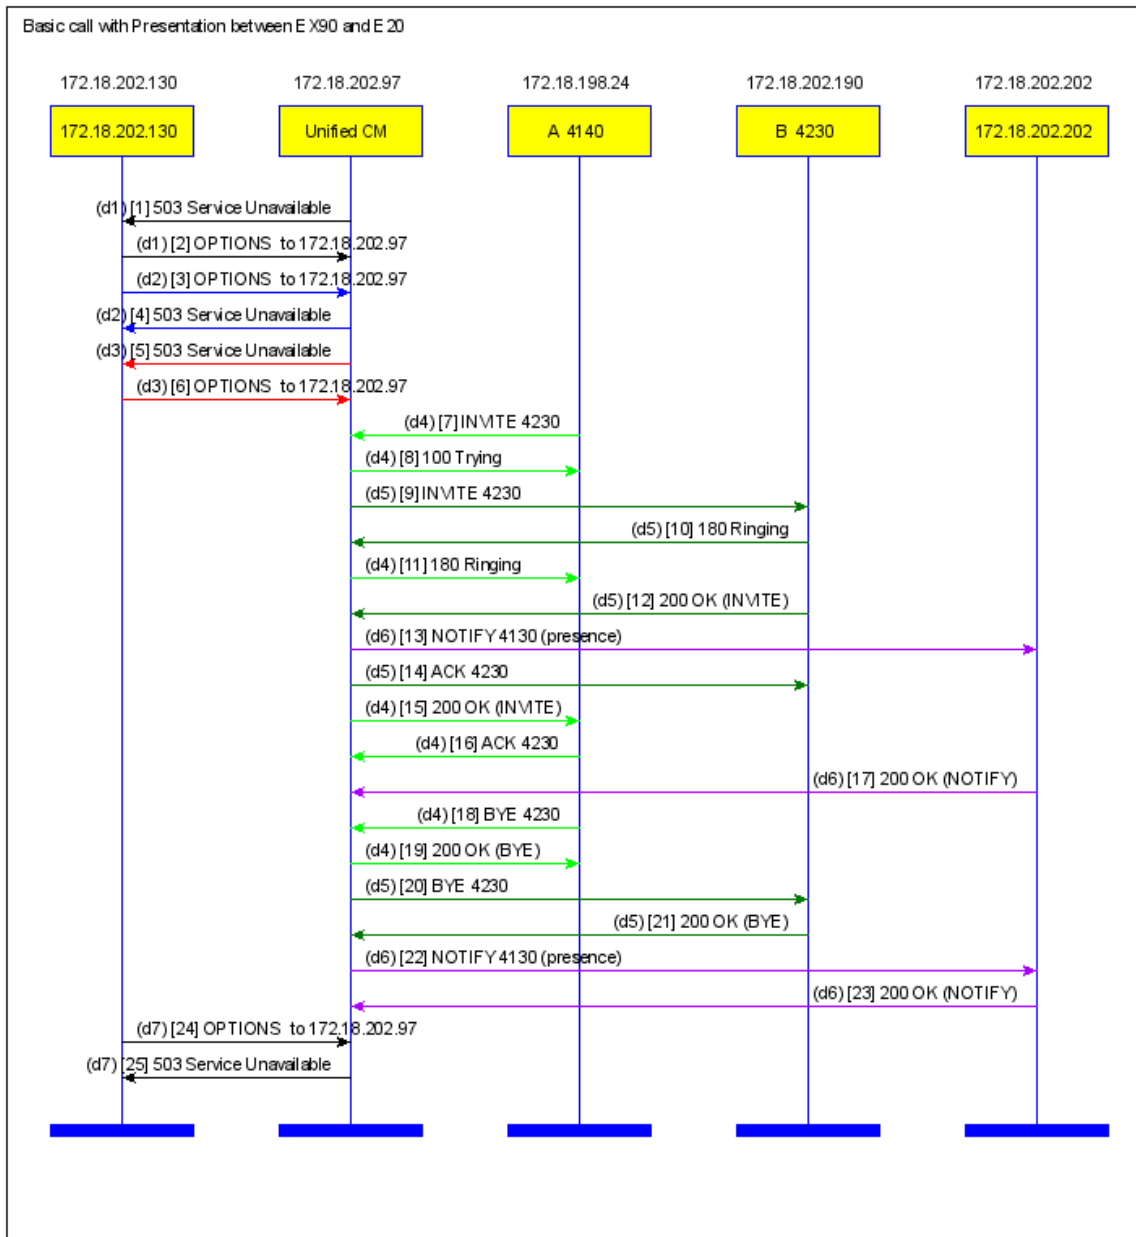 Basic call with Presentation between EX90 and E20
172.18.202.130 172.18.202.97 172.18.198.24 172.18.202.190 172.18.202.202
172.18.202.130 Unified CM A 4140 B 4230 172.18.202.202
(d1) [1] 503 Service Unavailable
(d1) [2] OPTIONS to 172.18.202.97
(d2) [3] OPTIONS to 172.18.202.97
(d2) [4] 503 Service Unavailable
(d3) [5] 503 Service Unavailable
(d3) [6] OPTIONS to 172.18.202.97
(d4) [7] INVITE 4230
(d4) [8] 100 Trying
(d5) [9] INVITE 4230
(d5) [10] 180 Ringing
(d4) [11] 180 Ringing
(d5) [12] 200 OK (INVITE)
(d6) [13] NOTIFY 4130 (presence)
(d5) [14] ACK 4230
(d4) [15] 200 OK (INVITE)
(d4) [16] ACK 4230
(d6) [17] 200 OK (NOTIFY)
(d4) [18] BYE 4230
(d4) [19] 200 OK (BYE)
(d5) [20] BYE 4230
(d5) [21] 200 OK (BYE)
(d6) [22] NOTIFY 4130 (presence)
(d6) [23] 200 OK (NOTIFY)
(d7) [24] OPTIONS to 172.18.202.97
(d7) [25] 503 Service Unavailable